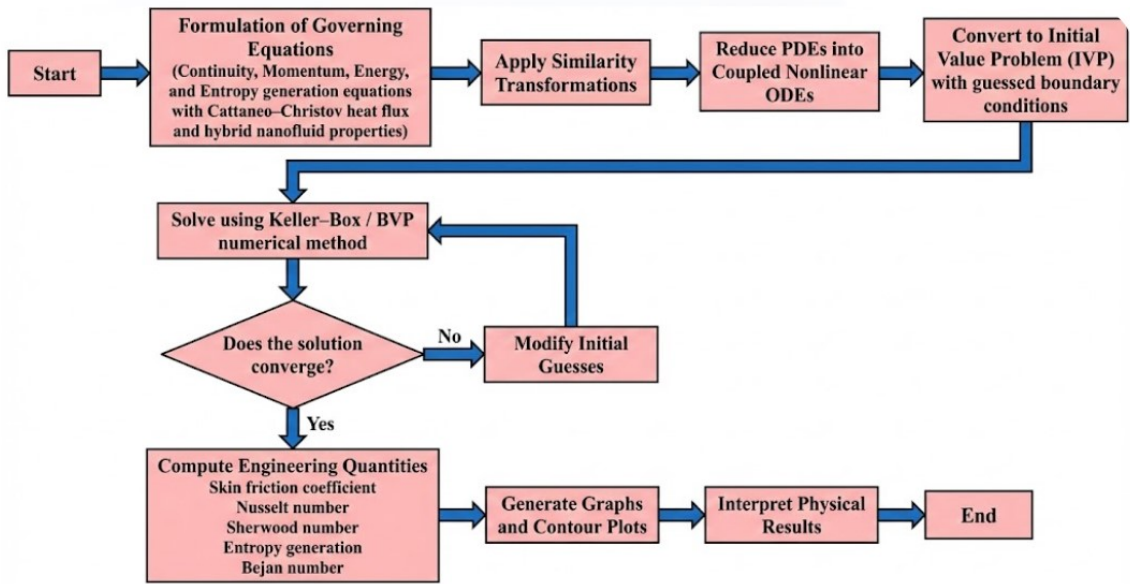 Start
Formulation of Governing
Equations
(Continuity, Momentum, Energy,
and Entropy generation equations
with Cattaneo–Christov heat flux
and hybrid nanofluid properties)
Apply Similarity
Transformations
Reduce PDEs into
Coupled Nonlinear
ODEs
Convert to Initial
Value Problem (IVP)
with guessed boundary
conditions
Solve using Keller–Box / BVP
numerical method
Does the solution
converge?
No
Modify Initial
Guesses
Yes
Compute Engineering Quantities
Skin friction coefficient
Nusselt number
Sherwood number
Entropy generation
Bejan number
Generate Graphs
and Contour Plots
Interpret Physical
Results
End